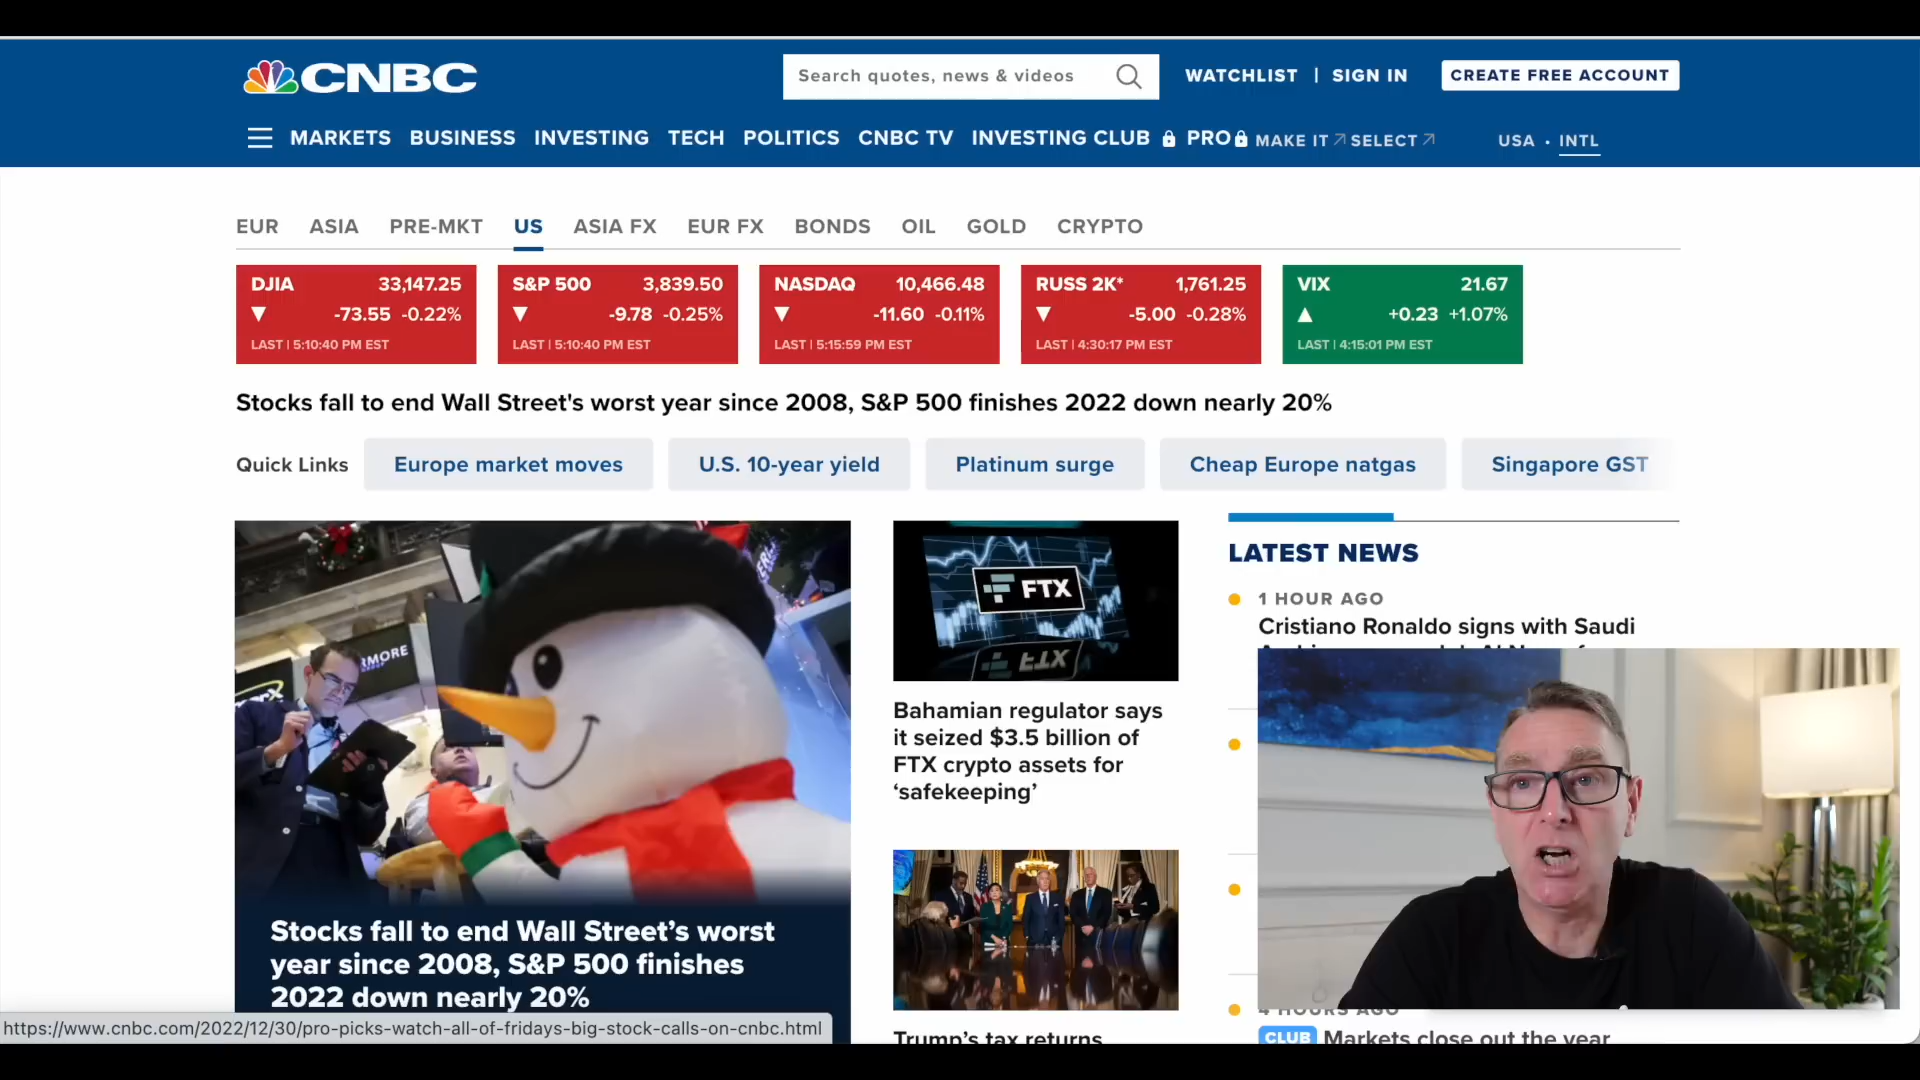 CNBC
Search quotes, news & videos
WATCHLIST | SIGN IN
CREATE FREE ACCOUNT
MARKETS BUSINESS INVESTING TECH POLITICS CNBC TV INVESTING CLUB PRO MAKE IT SELECT
USA • INTL
EUR ASIA PRE-MKT US ASIA FX EUR FX BONDS OIL GOLD CRYPTO
DJIA 33,147.25
-73.55 -0.22%
LAST | 5:10:40 PM EST
S&P 500 3,839.50
-9.78 -0.25%
LAST | 5:10:40 PM EST
NASDAQ 10,466.48
-11.60 -0.11%
LAST | 5:15:59 PM EST
RUSS 2K* 1,761.25
-5.00 -0.28%
LAST | 4:30:17 PM EST
VIX 21.67
+0.23 +1.07%
LAST | 4:15:01 PM EST
Stocks fall to end Wall Street's worst year since 2008, S&P 500 finishes 2022 down nearly 20%
Quick Links
Europe market moves
U.S. 10-year yield
Platinum surge
Cheap Europe natgas
Singapore GST
RMORE
Stocks fall to end Wall Street’s worst
year since 2008, S&P 500 finishes
2022 down nearly 20%
FTX
Bahamian regulator says
it seized $3.5 billion of
FTX crypto assets for
‘safekeeping’
Trump’s tax returns
LATEST NEWS
1 HOUR AGO
Cristiano Ronaldo signs with Saudi
4 HOURS AGO
CLUB Markets close out the year
https://www.cnbc.com/2022/12/30/pro-picks-watch-all-of-fridays-big-stock-calls-on-cnbc.html